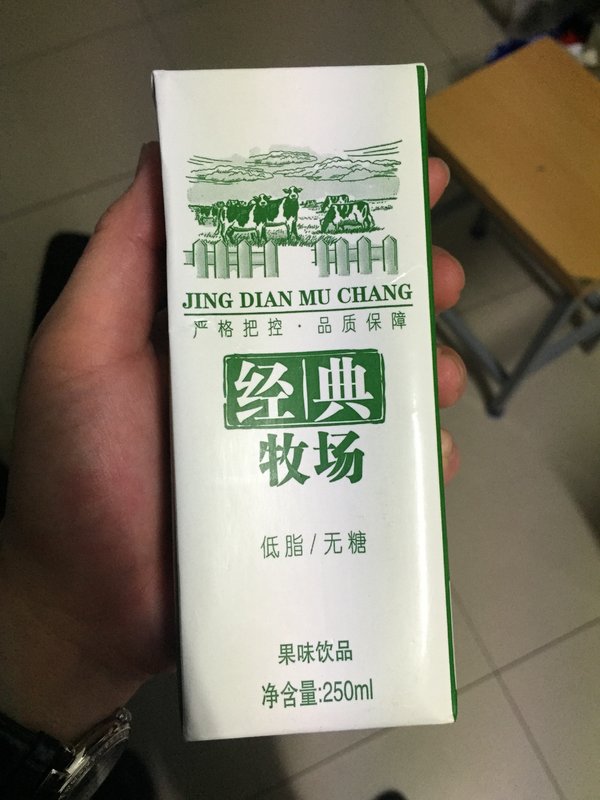 JING DIAN MU CHANG
严格把控·品质保障
经典
牧场
低脂/无糖
果味饮品
净含量:250ml